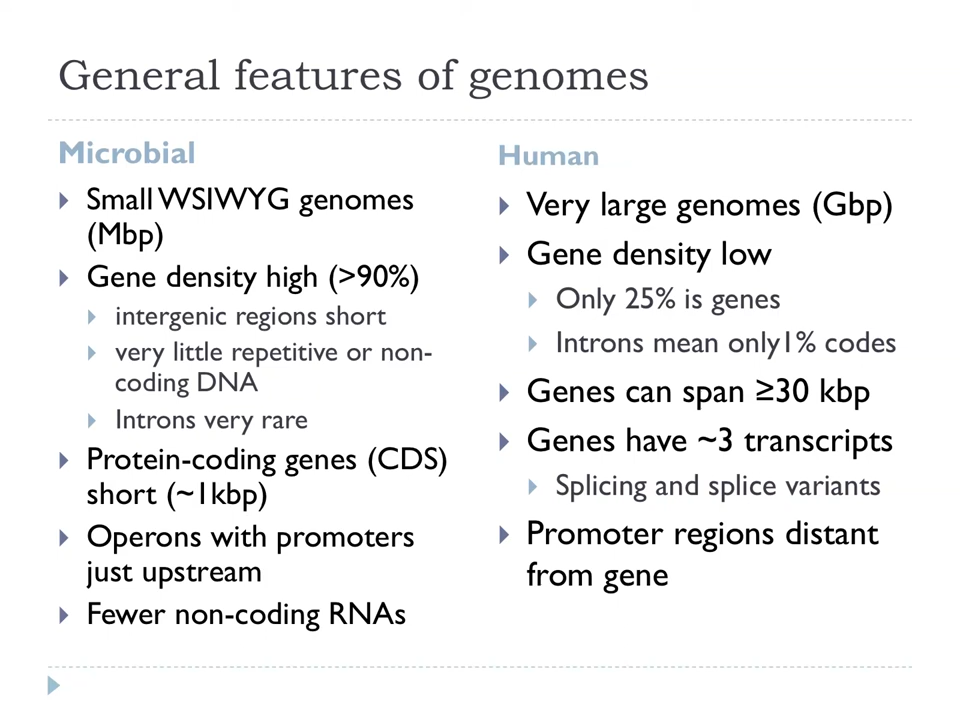 General features of genomes
Microbial
Small WSIWYG genomes
(Mbp)
Gene density high (>90%)
intergenic regions short
very little repetitive or non-
coding DNA
Introns very rare
Protein-coding genes (CDS)
short (~1kbp)
Operons with promoters
just upstream
Fewer non-coding RNAs
Human
Very large genomes (Gbp)
Gene density low
Only 25% is genes
Introns mean only1% codes
Genes can span ≥30 kbp
Genes have ~3 transcripts
Splicing and splice variants
Promoter regions distant
from gene